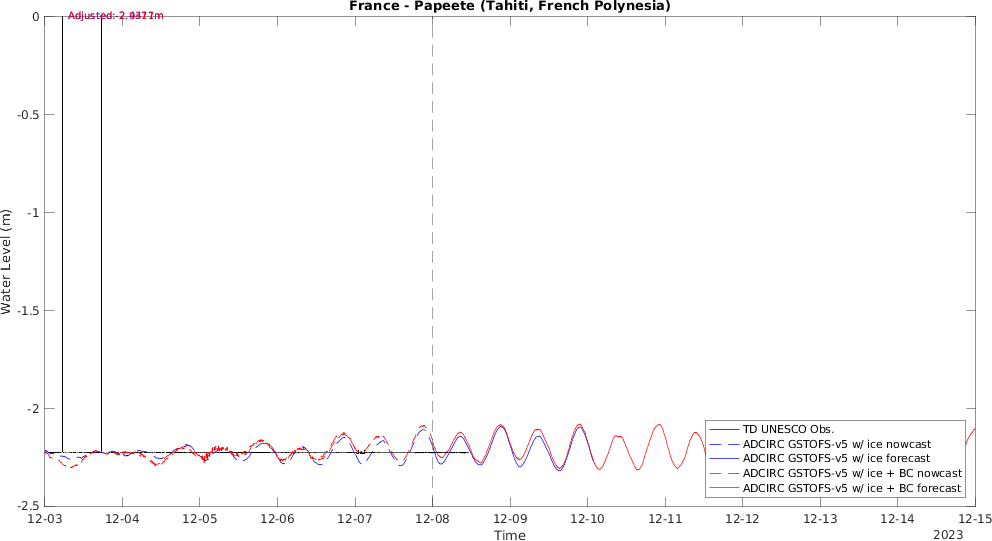 France - Papeete (Tahiti, French Polynesia)
Adjusted:
0
-0.5
-1
-1.5
-2
-2.5
Water Level (m)
12-03 12-04 12-05 12-06 12-07 12-08 12-09 12-10 12-11 12-12 12-13 12-14 12-15
Time
2023
TD UNESCO Obs.
ADCIRC GSTOFS-v5 w/ ice nowcast
ADCIRC GSTOFS-v5 w/ ice forecast
ADCIRC GSTOFS-v5 w/ ice + BC nowcast
ADCIRC GSTOFS-v5 w/ ice + BC forecast